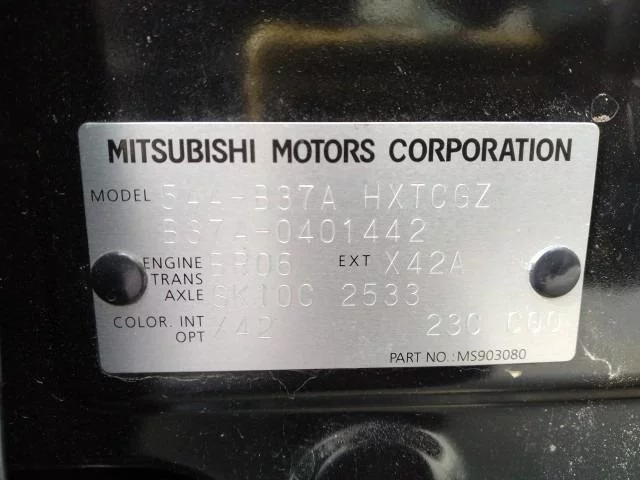 MITSUBISHI MOTORS CORPORATION
MODEL 5AA-B37A HXTCGZ
B37A-0401442
ENGINE BR06 EXT X42A
TRANS
AXLE SK10C 2533
COLOR. INT
OPT /42 23C C00
PART NO.:MS903080